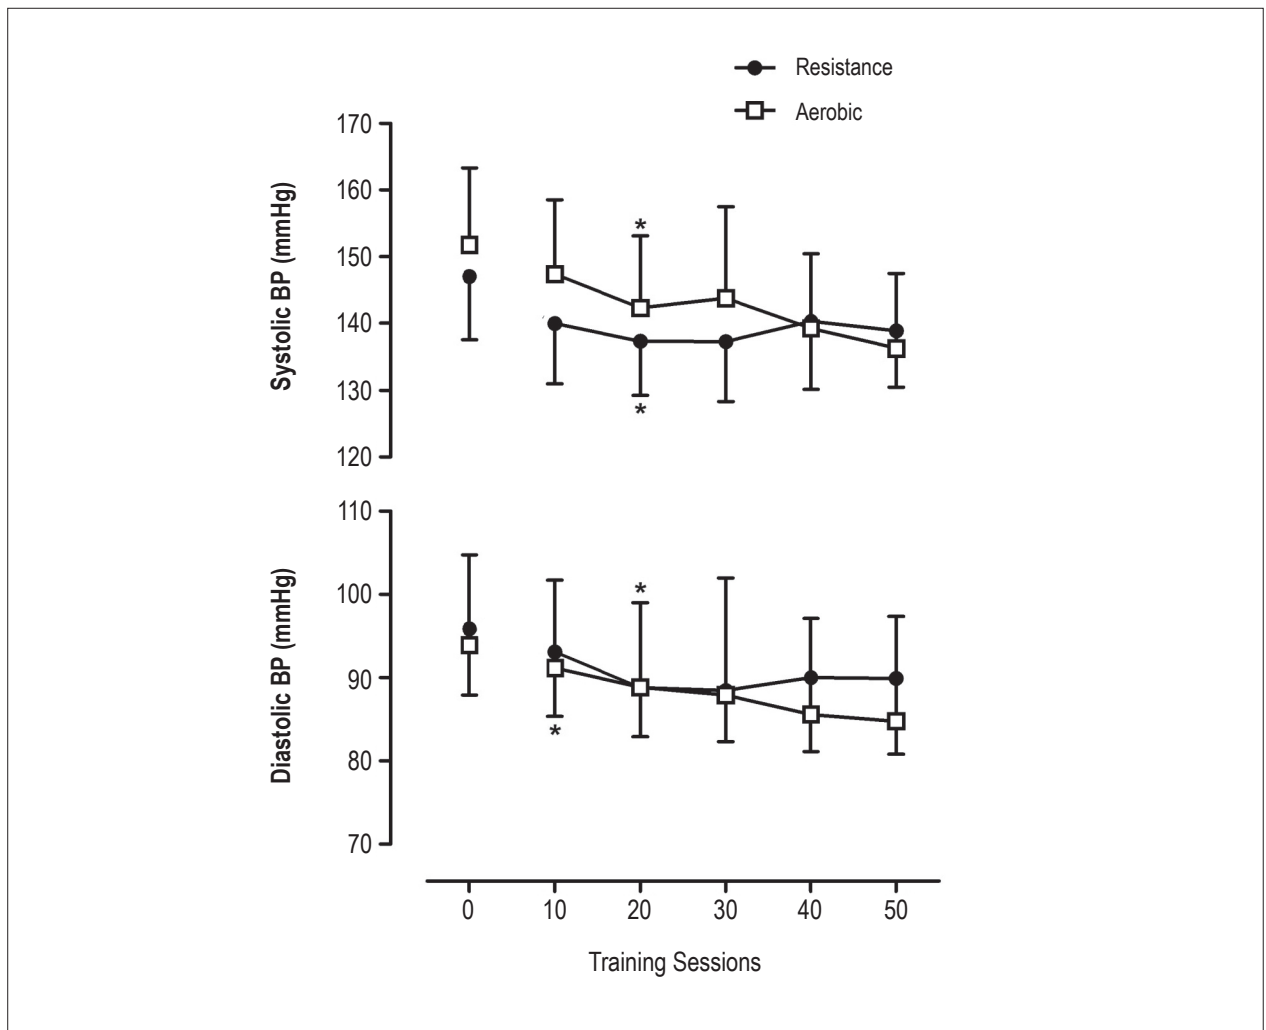 Resistance
Aerobic
170
160
150
140
130
120
Systolic BP (mmHg)
*
*
110
100
90
80
70
Diastolic BP (mmHg)
*
*
0 10 20 30 40 50
Training Sessions